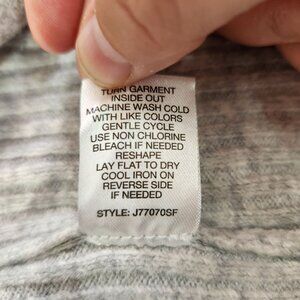 TURN GARMENT
INSIDE OUT
MACHINE WASH COLD
WITH LIKE COLORS
GENTLE CYCLE
USE NON CHLORINE
BLEACH IF NEEDED
RESHAPE
LAY FLAT TO DRY
COOL IRON ON
REVERSE SIDE
IF NEEDED
STYLE: J77070SF